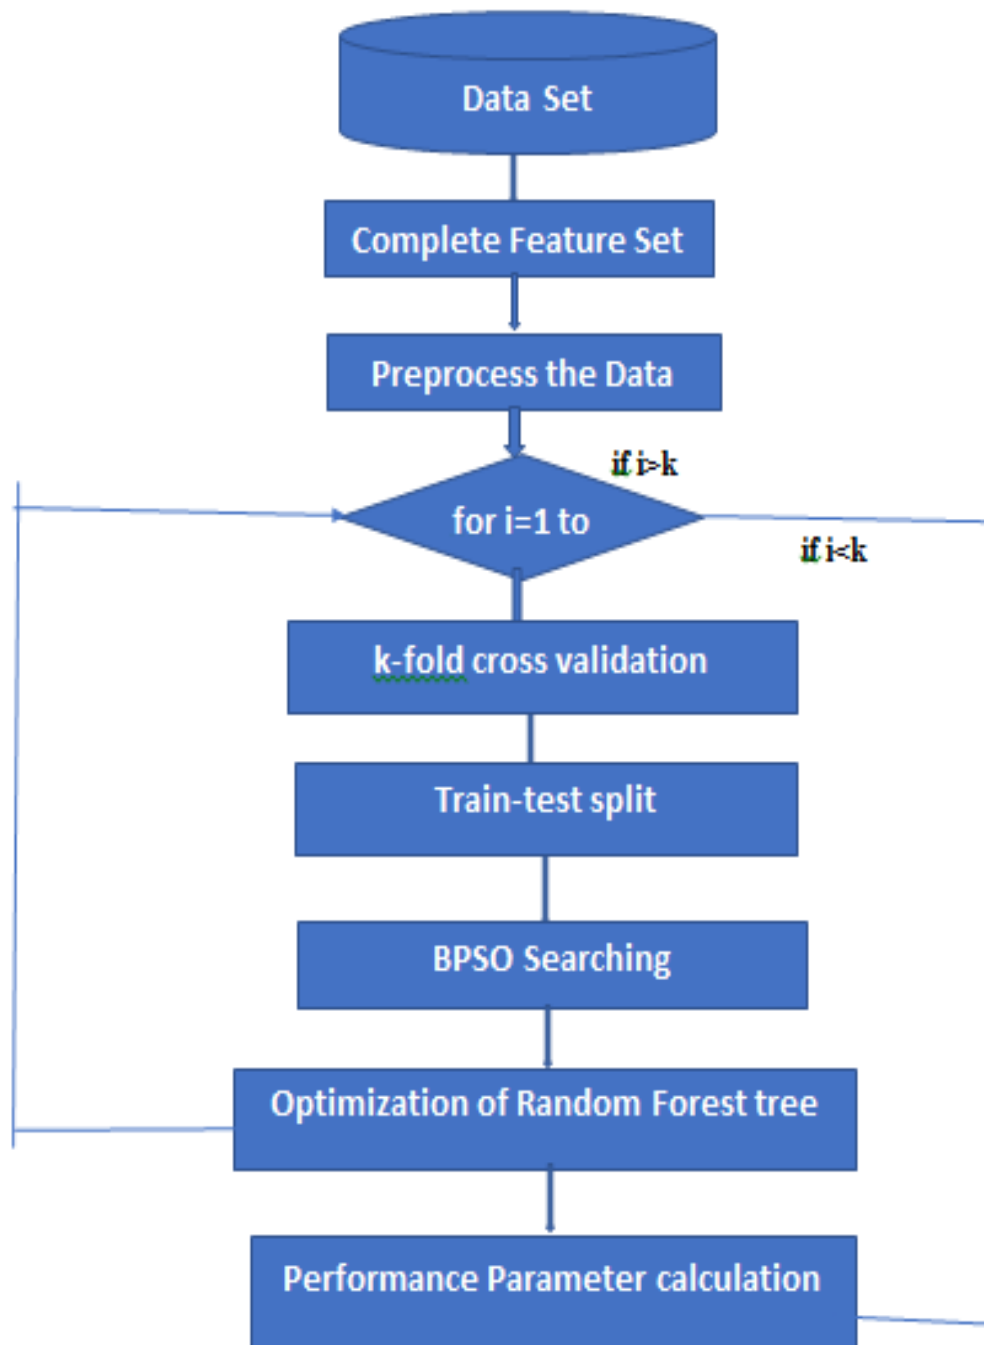 Data Set
Complete Feature Set
Preprocess the Data
if i>k
for i=1 to
if i<k
k-fold cross validation
Train-test split
BPSO Searching
Optimization of Random Forest tree
Performance Parameter calculation